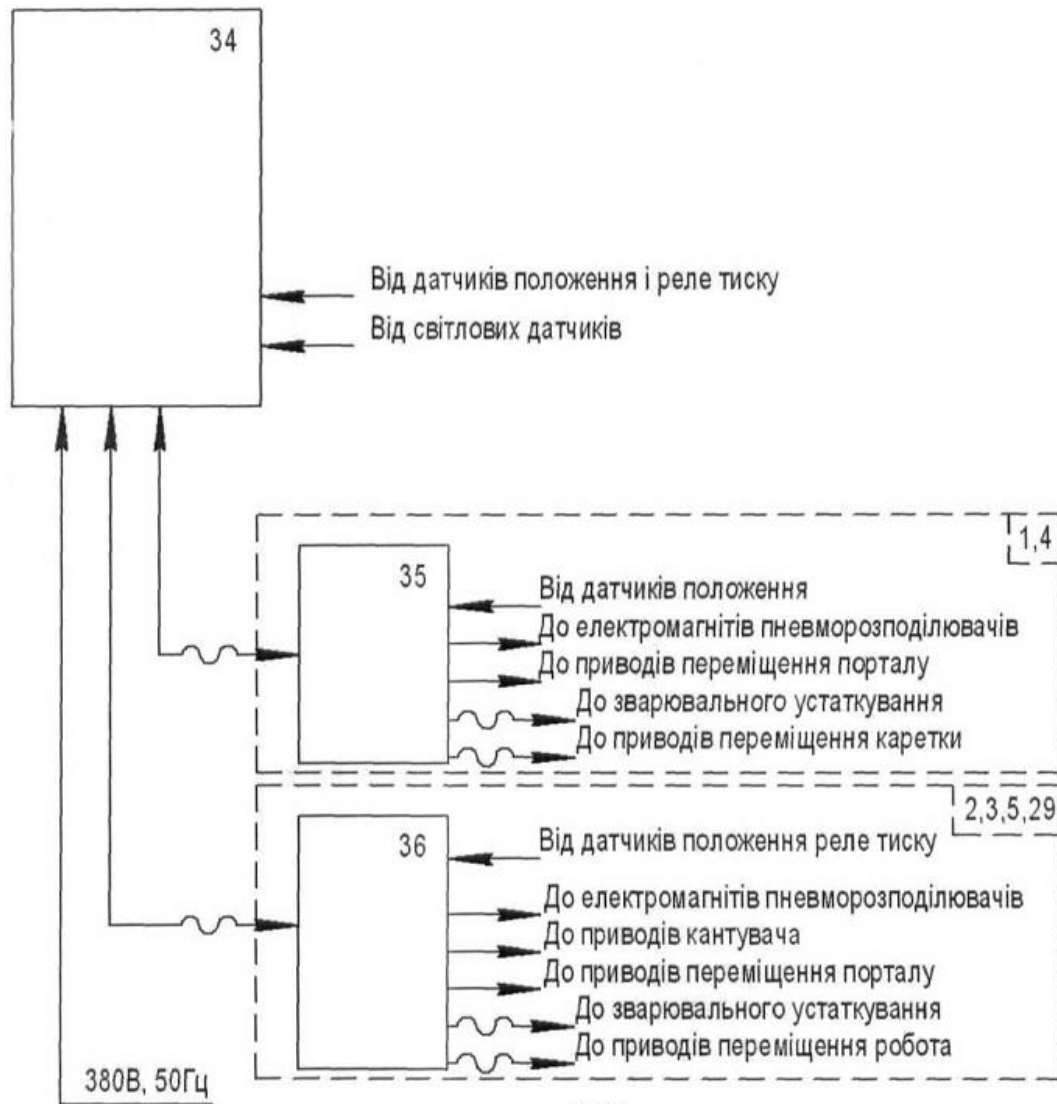 34
Від датчиків положення і реле тиску
Від світлових датчиків
1,4
35
Від датчиків положення
До електромагнітів пневморозподілювачів
До приводів переміщення порталу
До зварювального устаткування
До приводів переміщення каретки
2,3,5,29
36
Від датчиків положення реле тиску
До електромагнітів пневморозподілювачів
До приводів кантувача
До приводів переміщення порталу
До зварювального устаткування
До приводів переміщення робота
380В, 50Гц